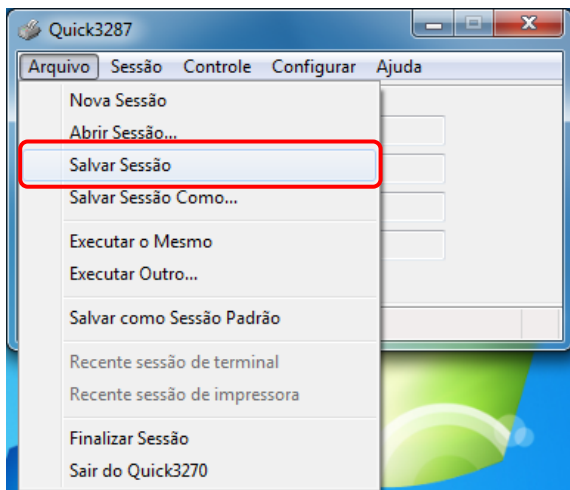 Quick3287
Arquivo Sessão Controle Configurar Ajuda
Nova Sessão
Abrir Sessão...
Salvar Sessão
Salvar Sessão Como...
Executar o Mesmo
Executar Outro...
Salvar como Sessão Padrão
Recente sessão de terminal
Recente sessão de impressora
Finalizar Sessão
Sair do Quick3270